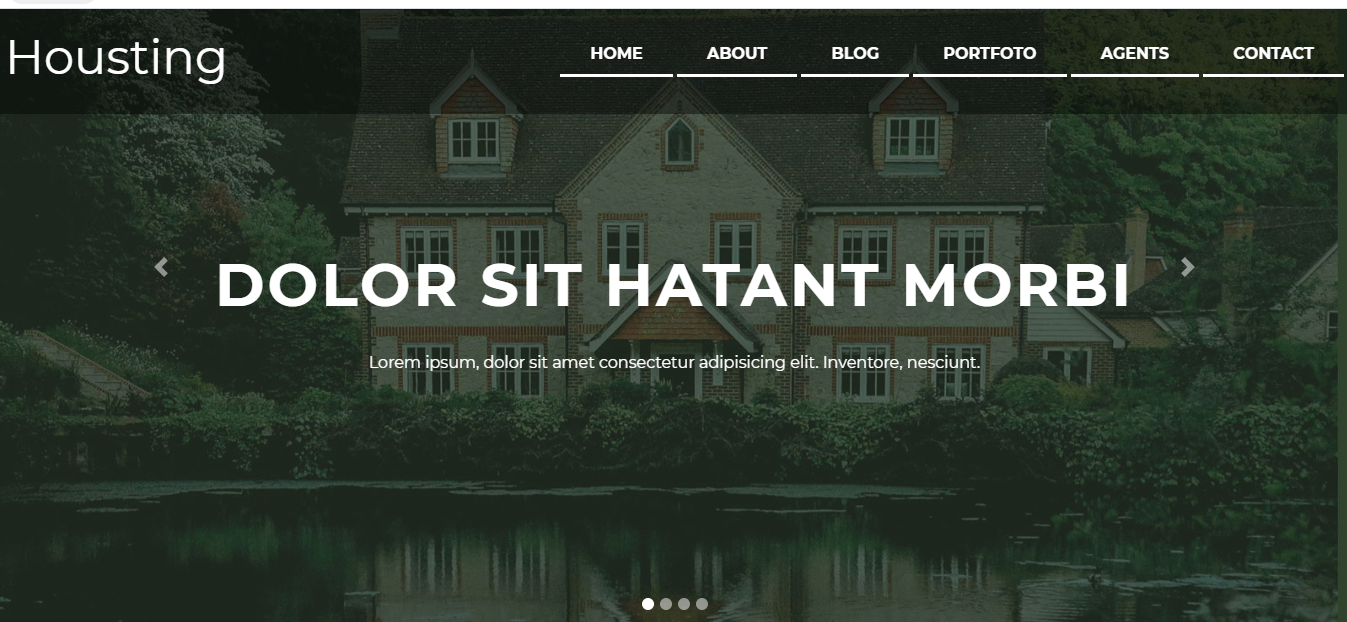 Housting
HOME ABOUT BLOG PORTFOTO AGENTS CONTACT
DOLOR SIT HATANT MORBI
Lorem ipsum, dolor sit amet consectetur adipisicing elit. Inventore, nesciunt.